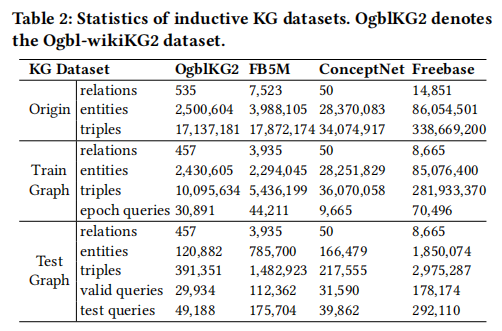 Table 2: Statistics of inductive KG datasets. OgblKG2 denotes
the Ogbl-wikiKG2 dataset.
KG Dataset OgblKG2 FB5M ConceptNet Freebase
Origin
relations 535 7,523 50 14,851
entities 2,500,604 3,988,105 28,370,083 86,054,501
triples 17,137,181 17,872,174 34,074,917 338,669,200
Train Graph
relations 457 3,935 50 8,665
entities 2,430,605 2,294,045 28,251,829 85,076,400
triples 10,095,634 5,436,199 36,070,058 281,933,370
epoch queries 30,891 44,211 9,665 70,496
Test Graph
relations 457 3,935 50 8,665
entities 120,882 785,700 166,479 1,850,074
triples 391,351 1,482,923 217,555 2,975,287
valid queries 29,934 112,362 31,590 178,174
test queries 49,188 175,704 39,862 292,110